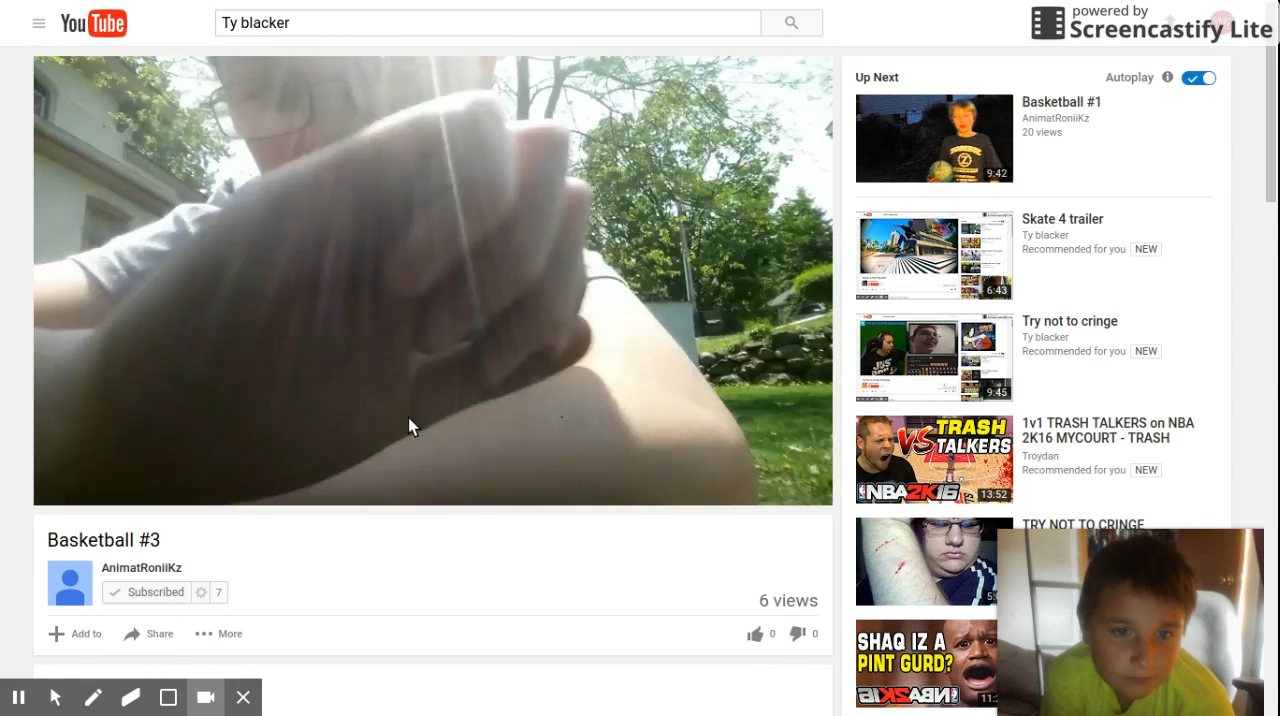 YouTube
Ty blacker
powered by
Screencastify Lite
Up Next
Autoplay
Basketball #1
AnimatRoniiKz
20 views
9:42
Skate 4 trailer
Ty blacker
Recommended for you NEW
6:43
Try not to cringe
Ty blacker
Recommended for you NEW
9:45
1v1 TRASH TALKERS on NBA
2K16 MYCOURT - TRASH
Troydan
Recommended for you NEW
VS TRASH
TALKERS
NBA2K16
13:52
TRY NOT TO CRINGE
SHAQ IZ A
PINT GURD?
Basketball #3
AnimatRoniiKz
Subscribed 7
6 views
Add to Share More 0 0